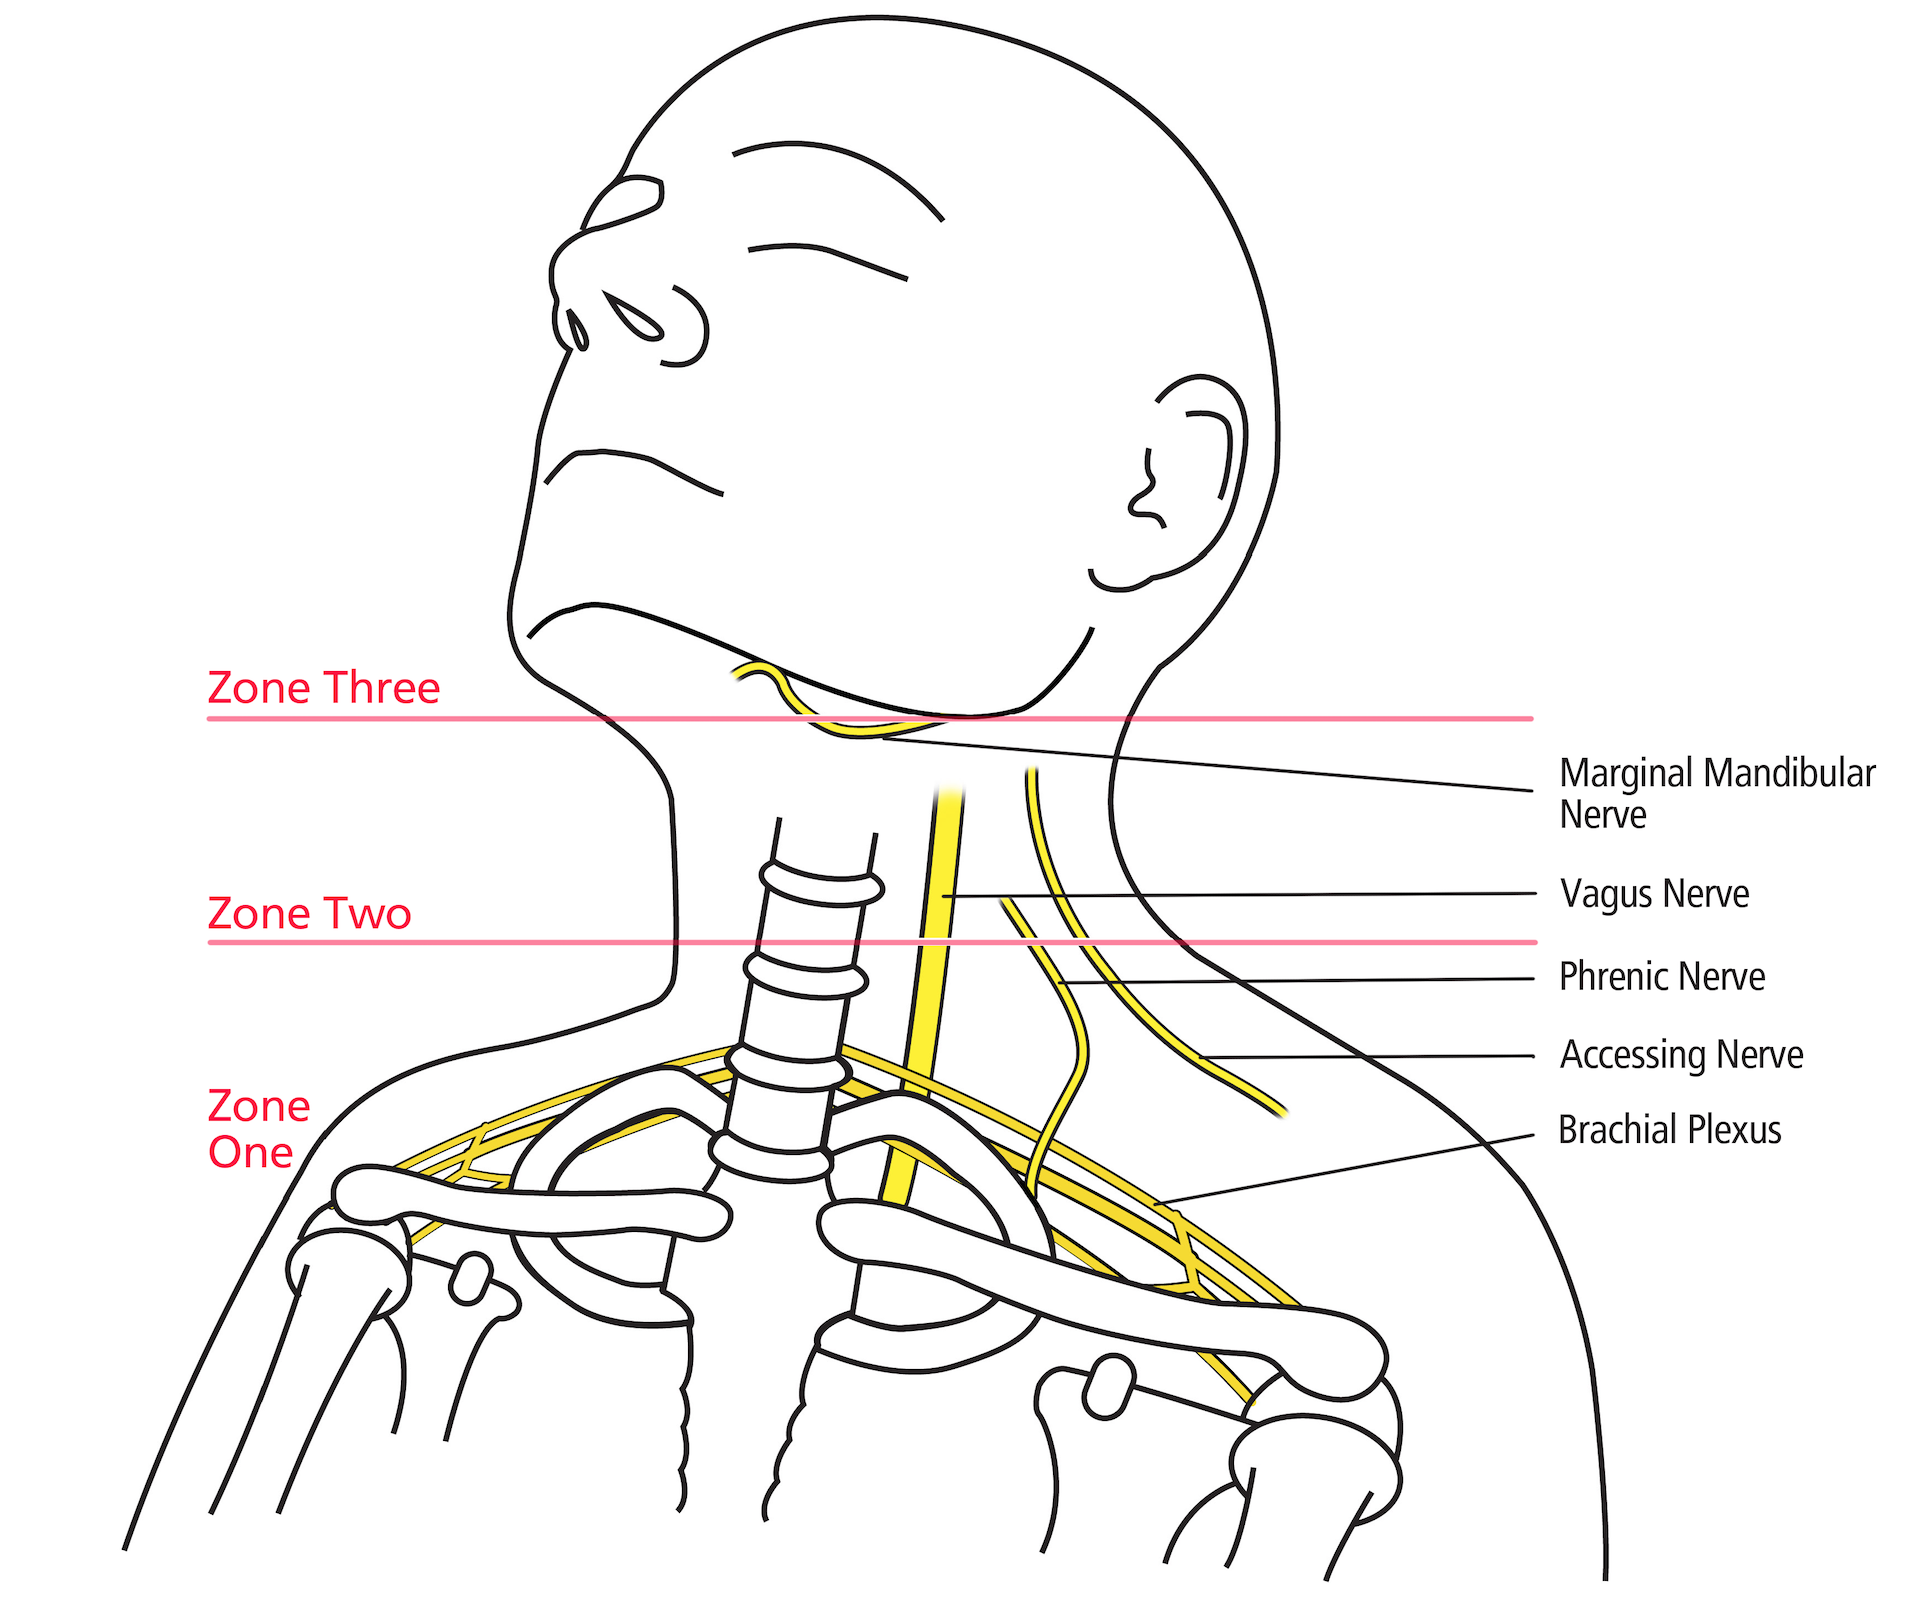 Zone Three
Marginal Mandibular
Nerve
Zone Two
Vagus Nerve
Phrenic Nerve
Accessing Nerve
Zone
One
Brachial Plexus